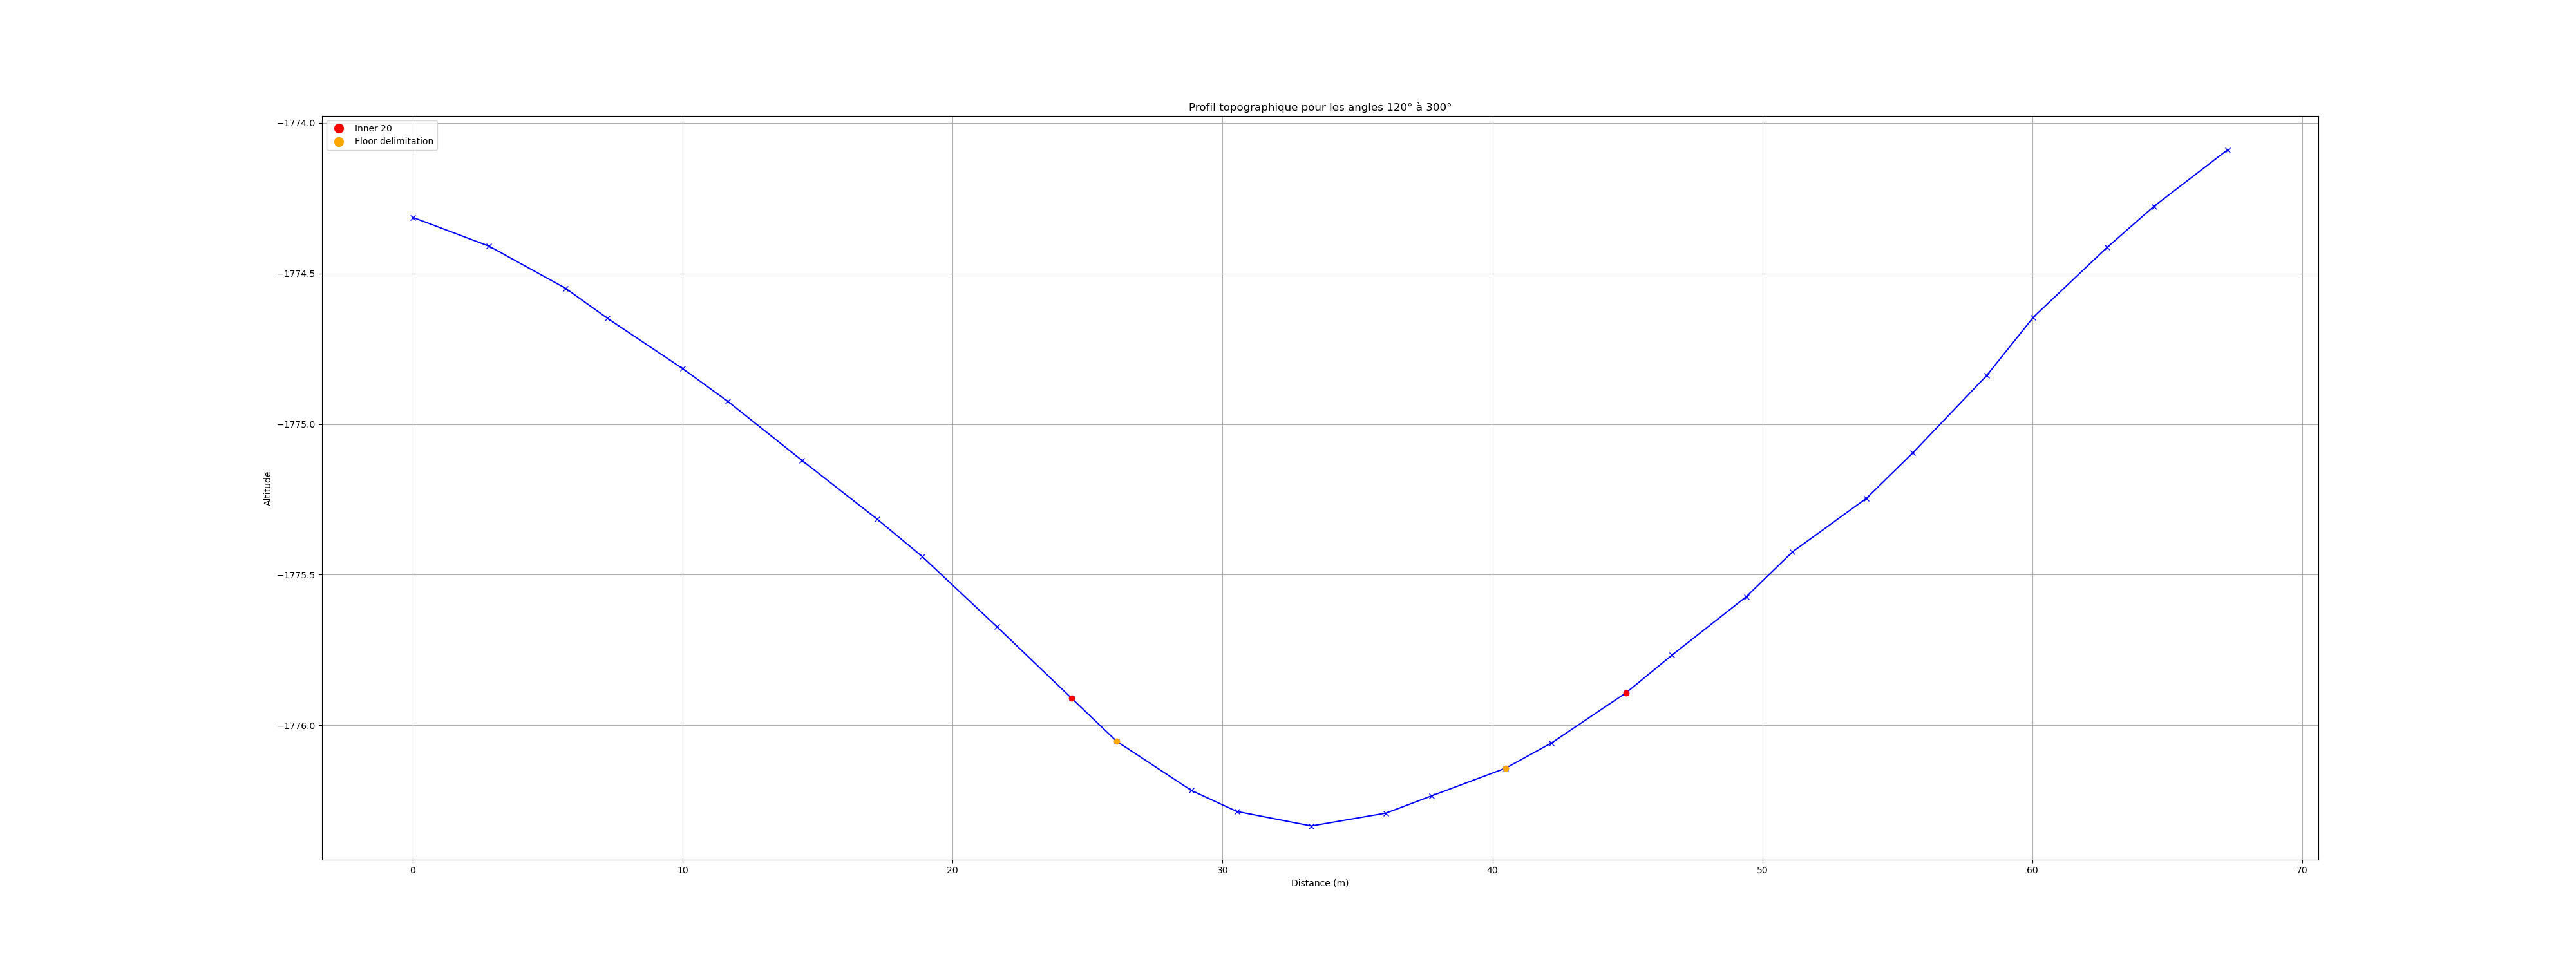 Profil topographique pour les angles 120° à 300°
Inner 20
Floor delimitation
Altitude
−1774.0
−1774.5
−1775.0
−1775.5
−1776.0
0 10 20 30 40 50 60 70
Distance (m)